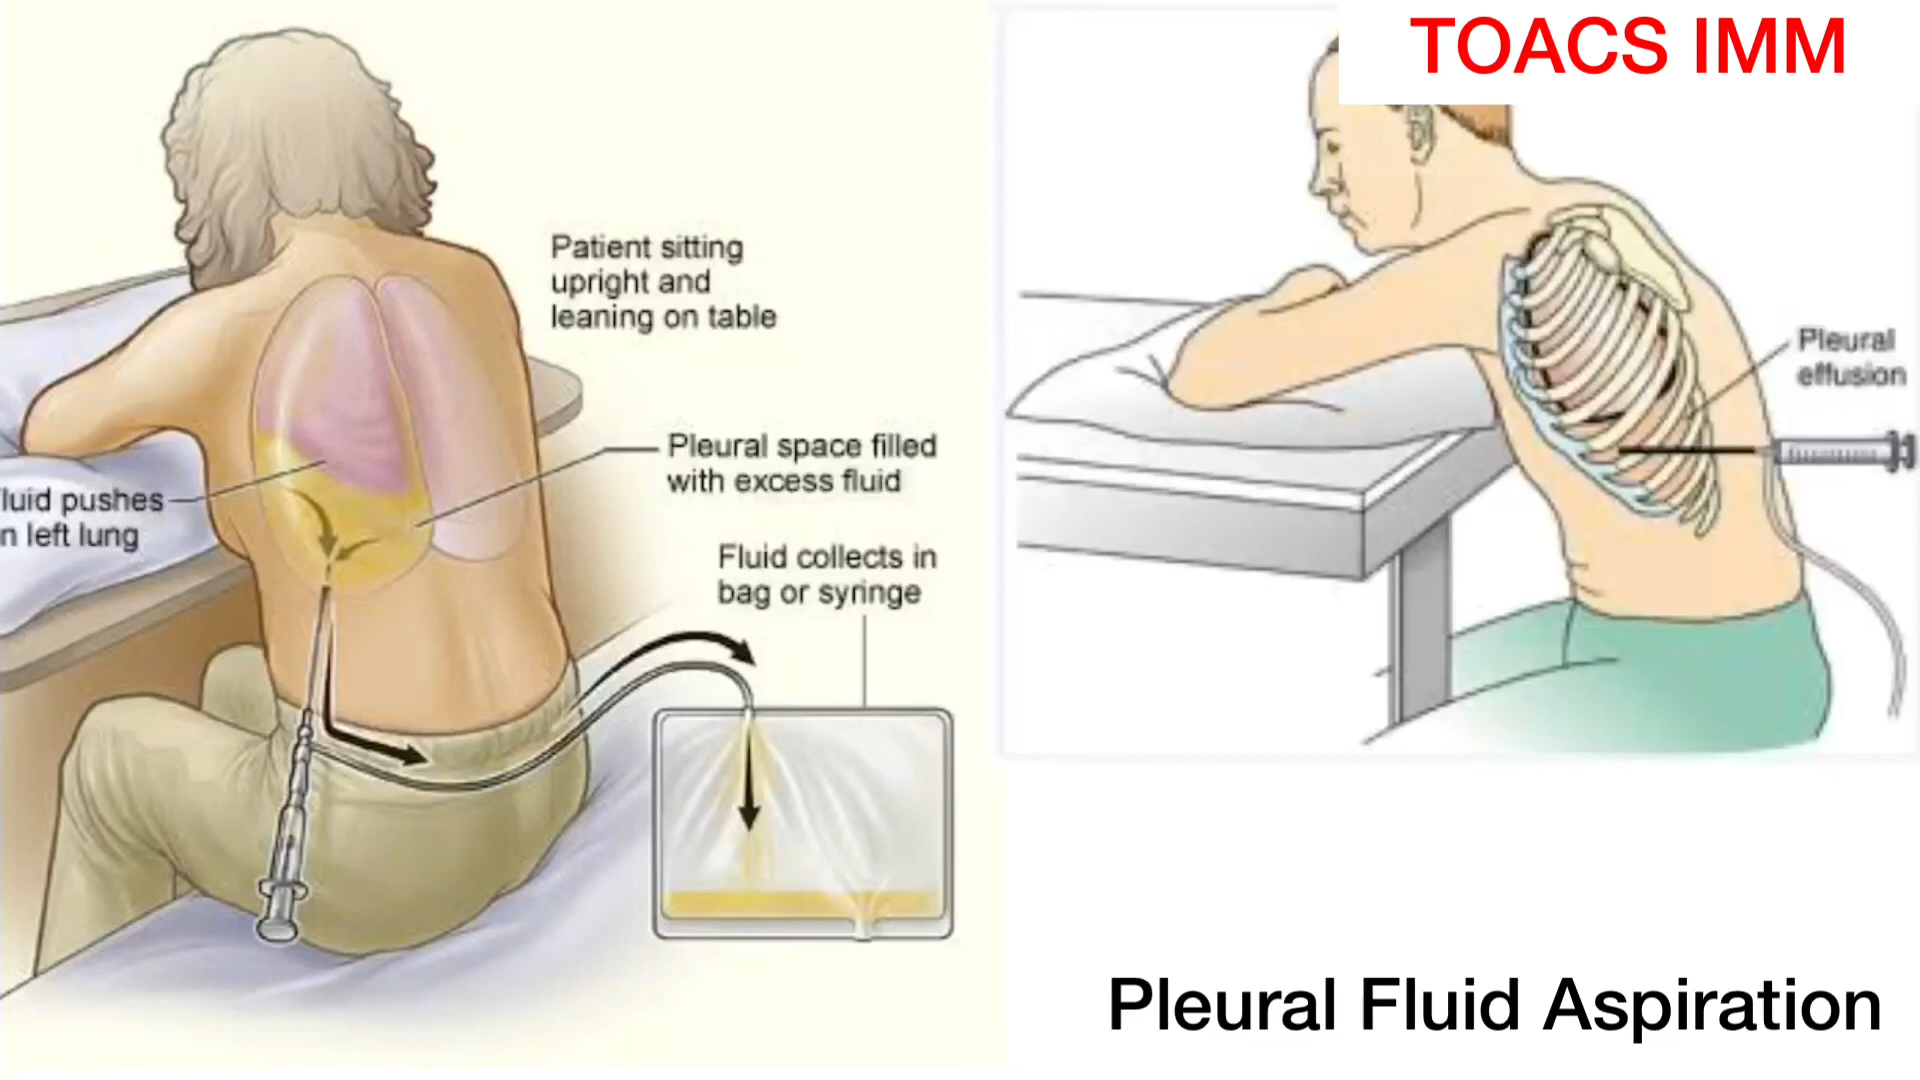 TOACS IMM
Patient sitting
upright and
leaning on table
Pleural space filled
with excess fluid
luid pushes
n left lung
Fluid collects in
bag or syringe
Pleural
effusion
Pleural Fluid Aspiration